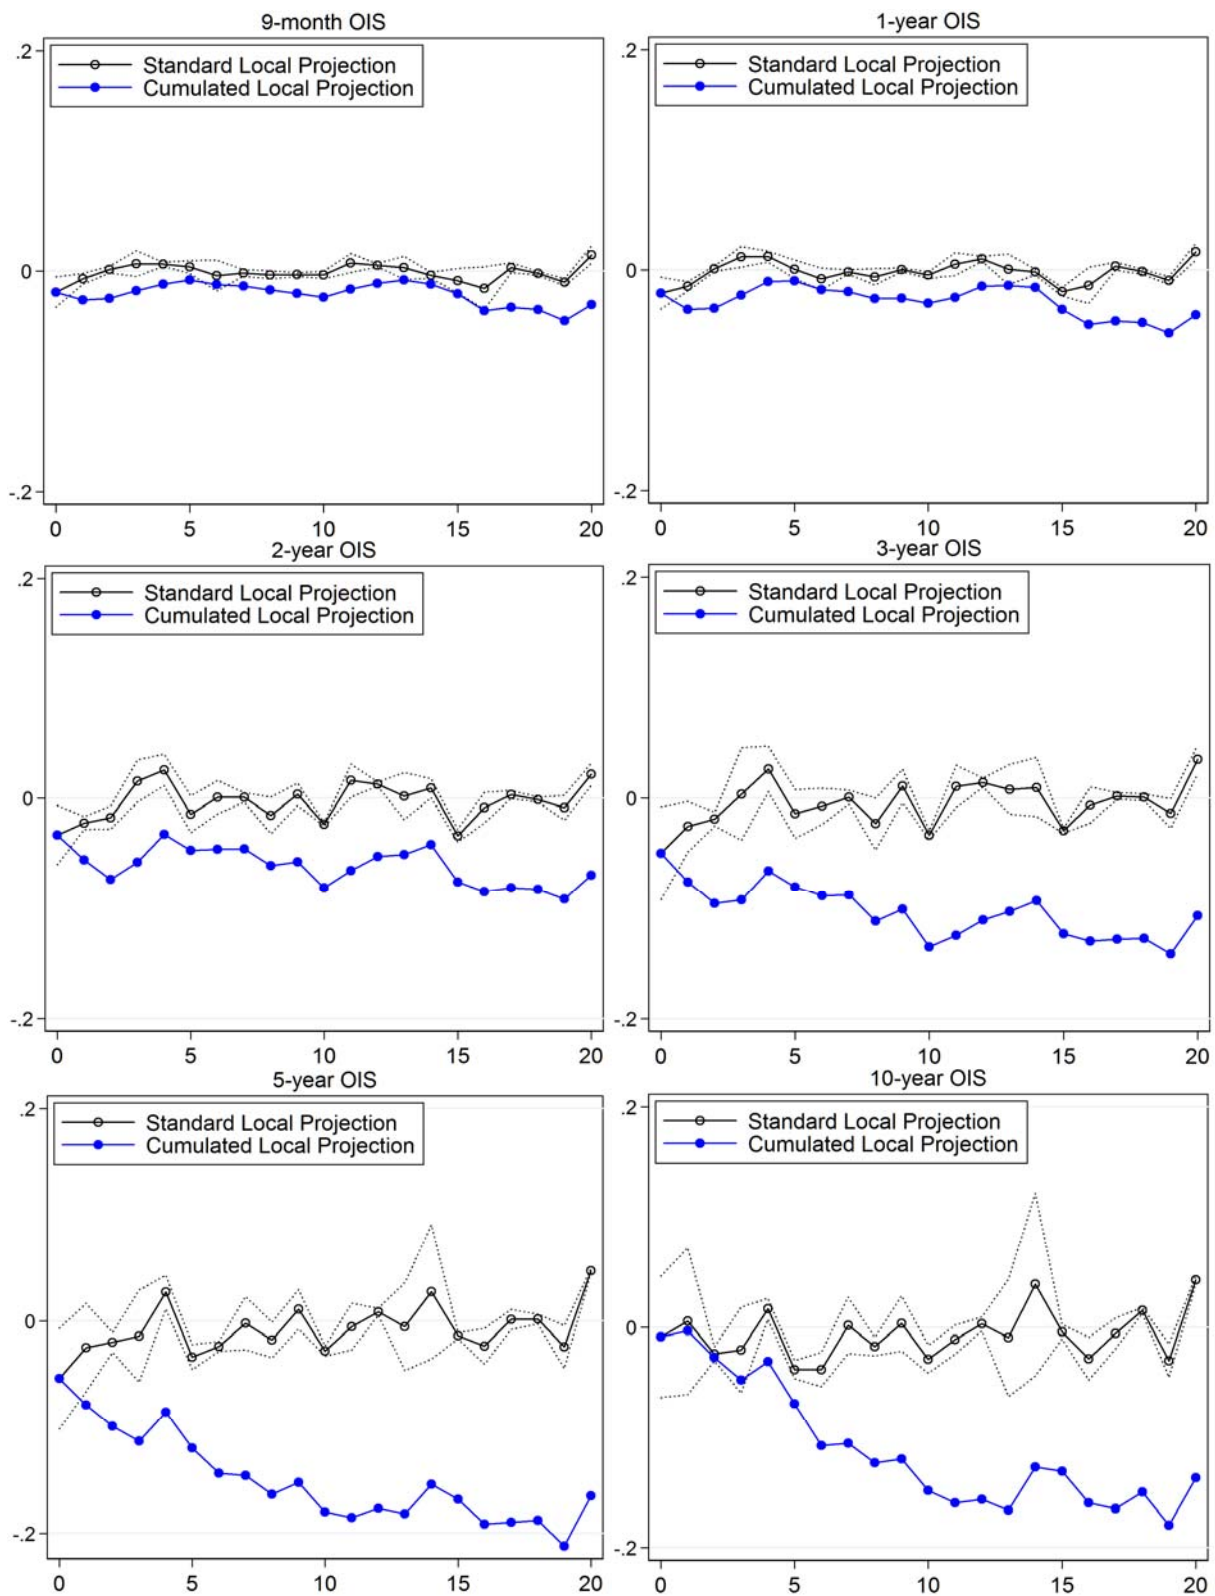 9-month OIS
.2
Standard Local Projection
Cumulated Local Projection
0
-.2
0 5 10 15 20
1-year OIS
.2
Standard Local Projection
Cumulated Local Projection
0
-.2
0 5 10 15 20
2-year OIS
.2
Standard Local Projection
Cumulated Local Projection
0
-.2
0 5 10 15 20
3-year OIS
.2
Standard Local Projection
Cumulated Local Projection
0
-.2
0 5 10 15 20
5-year OIS
.2
Standard Local Projection
Cumulated Local Projection
0
-.2
0 5 10 15 20
10-year OIS
.2
Standard Local Projection
Cumulated Local Projection
0
-.2
0 5 10 15 20